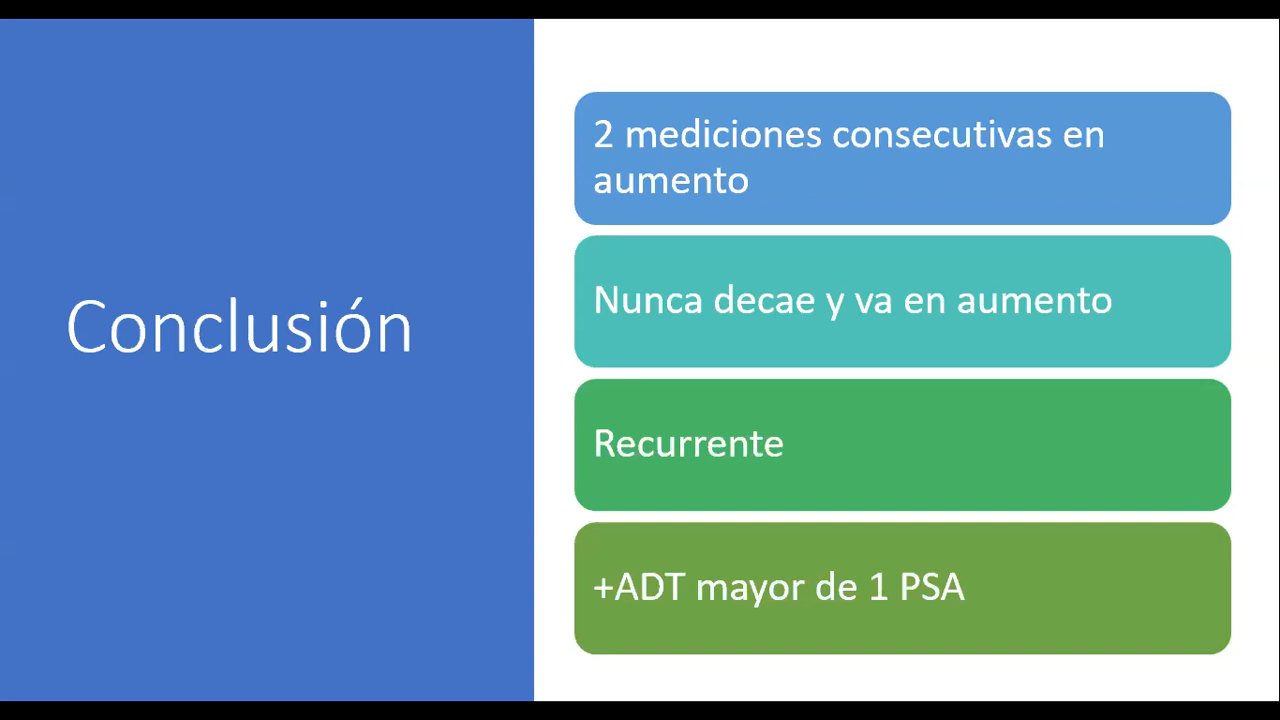 Conclusión
2 mediciones consecutivas en
aumento
Nunca decae y va en aumento
Recurrente
+ADT mayor de 1 PSA